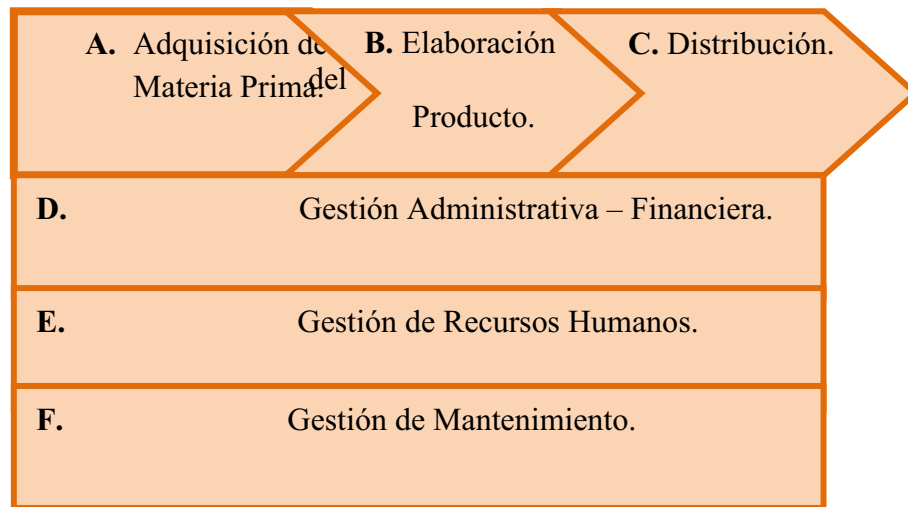 A. Adquisición de
Materia Prima.
B. Elaboración
del
Producto.
C. Distribución.
D. Gestión Administrativa – Financiera.
E. Gestión de Recursos Humanos.
F. Gestión de Mantenimiento.